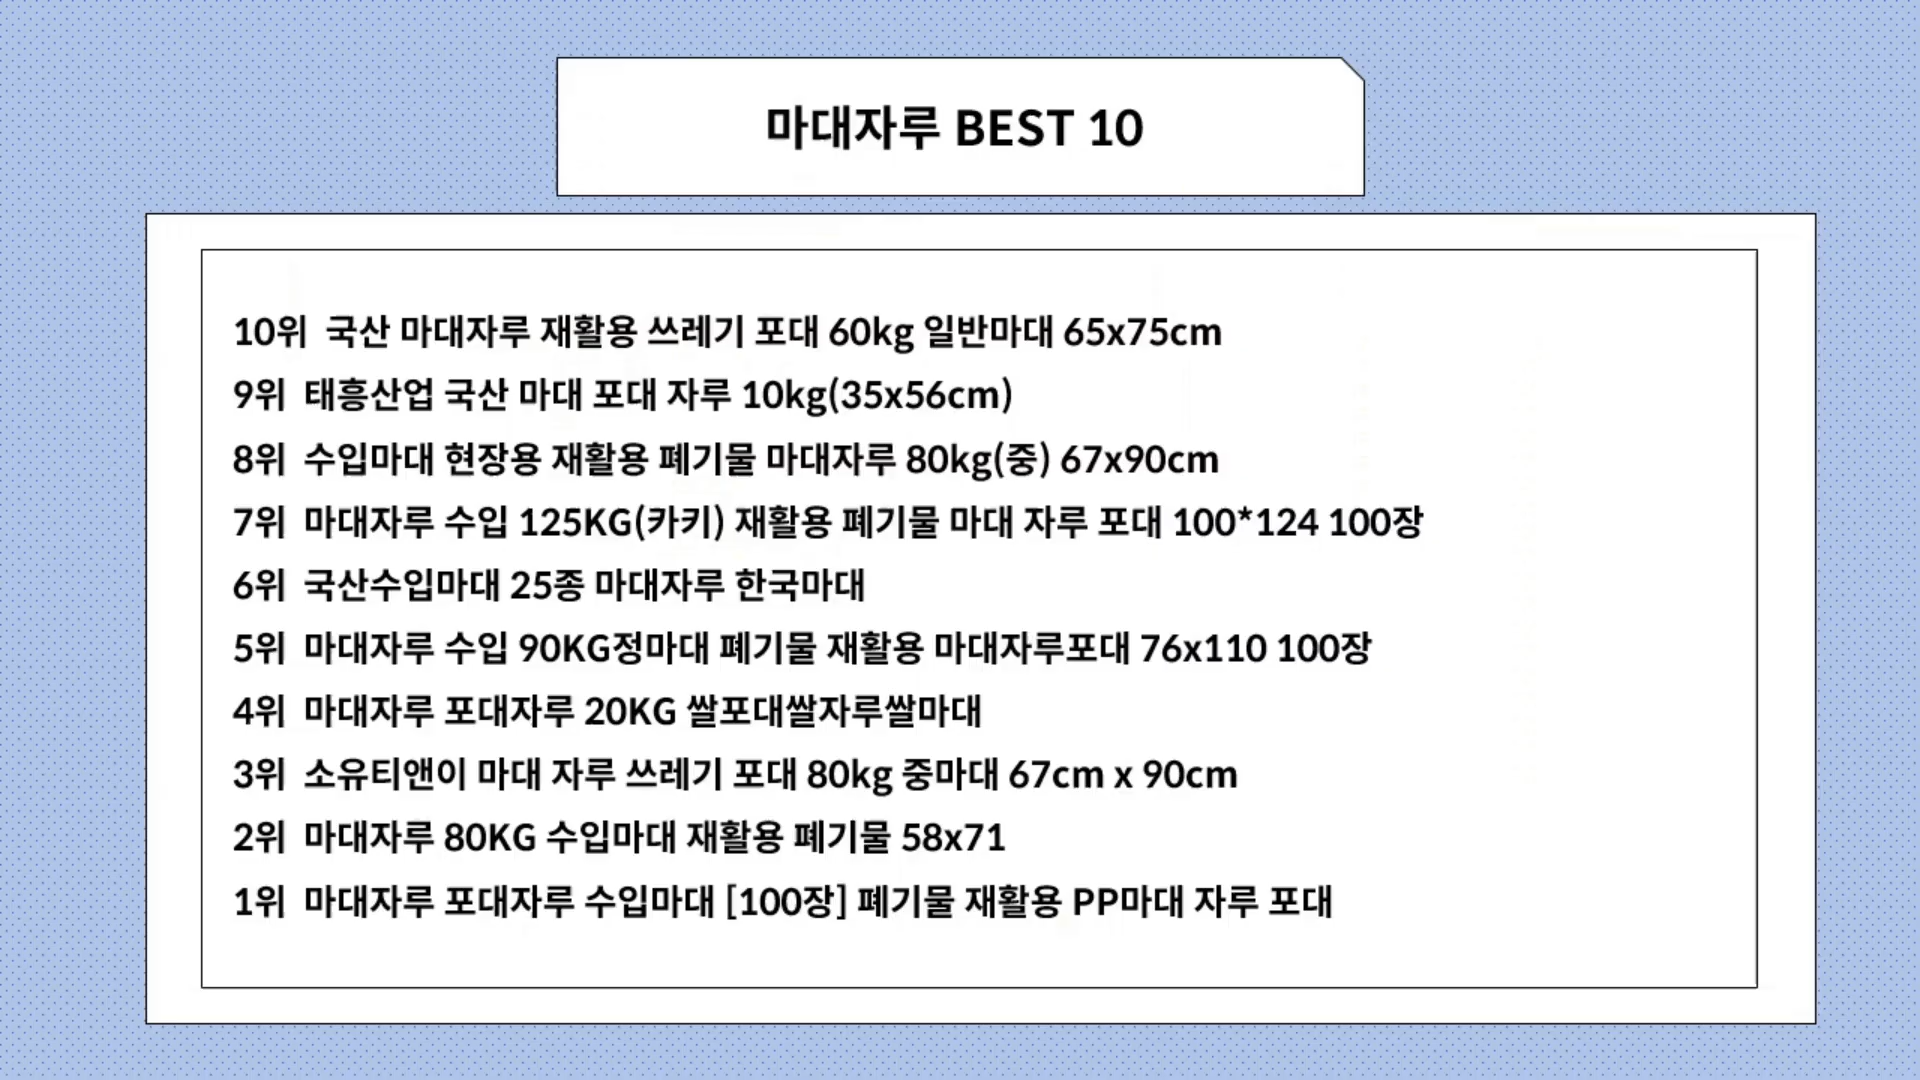 마대자루 BEST 10
10위 국산 마대자루 재활용 쓰레기 포대 60kg 일반마대 65x75cm
9위 태흥산업 국산 마대 포대 자루 10kg(35x56cm)
8위 수입마대 현장용 재활용 폐기물 마대자루 80kg(중) 67x90cm
7위 마대자루 수입 125KG(카키) 재활용 폐기물 마대 자루 포대 100*124 100장
6위 국산수입마대 25종 마대자루 한국마대
5위 마대자루 수입 90KG정마대 폐기물 재활용 마대자루포대 76x110 100장
4위 마대자루 포대자루 20KG 쌀포대쌀자루쌀마대
3위 소유티앤이 마대 자루 쓰레기 포대 80kg 중마대 67cm x 90cm
2위 마대자루 80KG 수입마대 재활용 폐기물 58x71
1위 마대자루 포대자루 수입마대 [100장] 폐기물 재활용 PP마대 자루 포대